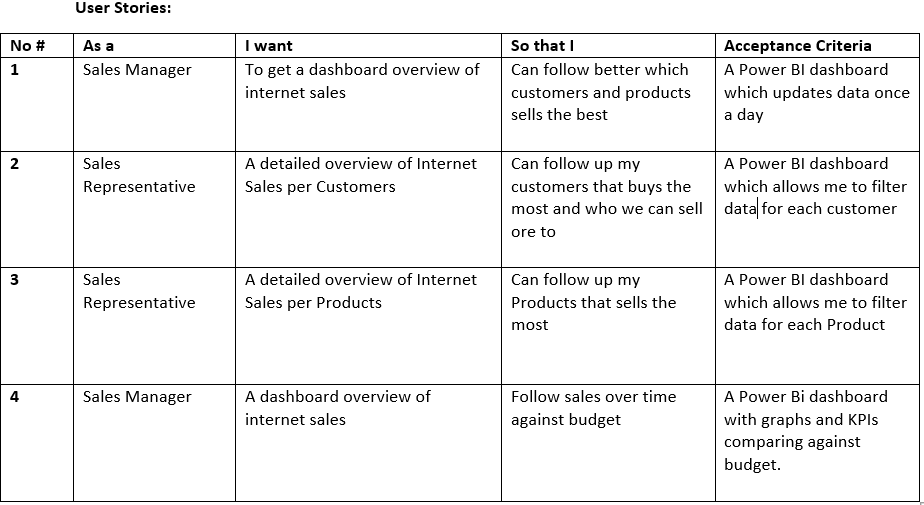 User Stories:
No # As a I want So that I Acceptance Criteria
1 Sales Manager To get a dashboard overview of Can follow better which A Power BI dashboard
internet sales customers and products which updates data once
sells the best a day
2 Sales A detailed overview of Internet Can follow up my A Power BI dashboard
Representative Sales per Customers customers that buys the which allows me to filter
most and who we can sell data for each customer
ore to
3 Sales A detailed overview of Internet Can follow up my A Power BI dashboard
Representative Sales per Products Products that sells the which allows me to filter
most data for each Product
4 Sales Manager A dashboard overview of Follow sales over time A Power Bi dashboard
internet sales against budget with graphs and KPIs
comparing against
budget.